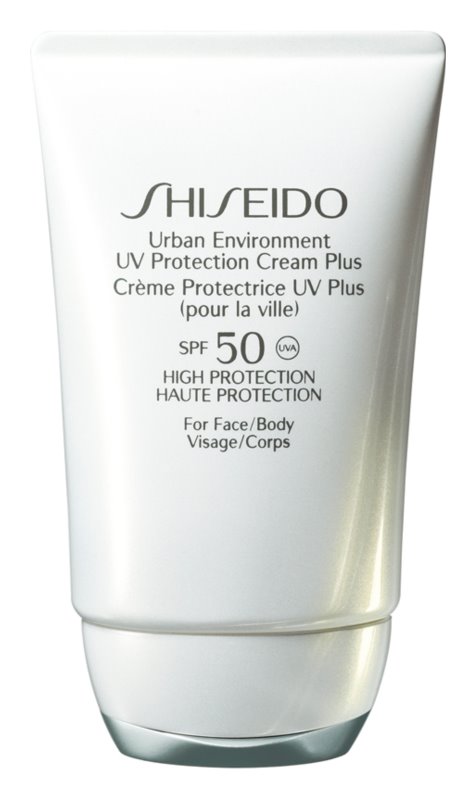 SHISEIDO
Urban Environment
UV Protection Cream Plus
Crème Protectrice UV Plus
(pour la ville)
SPF 50 UVA
HIGH PROTECTION
HAUTE PROTECTION
For Face/Body
Visage/Corps